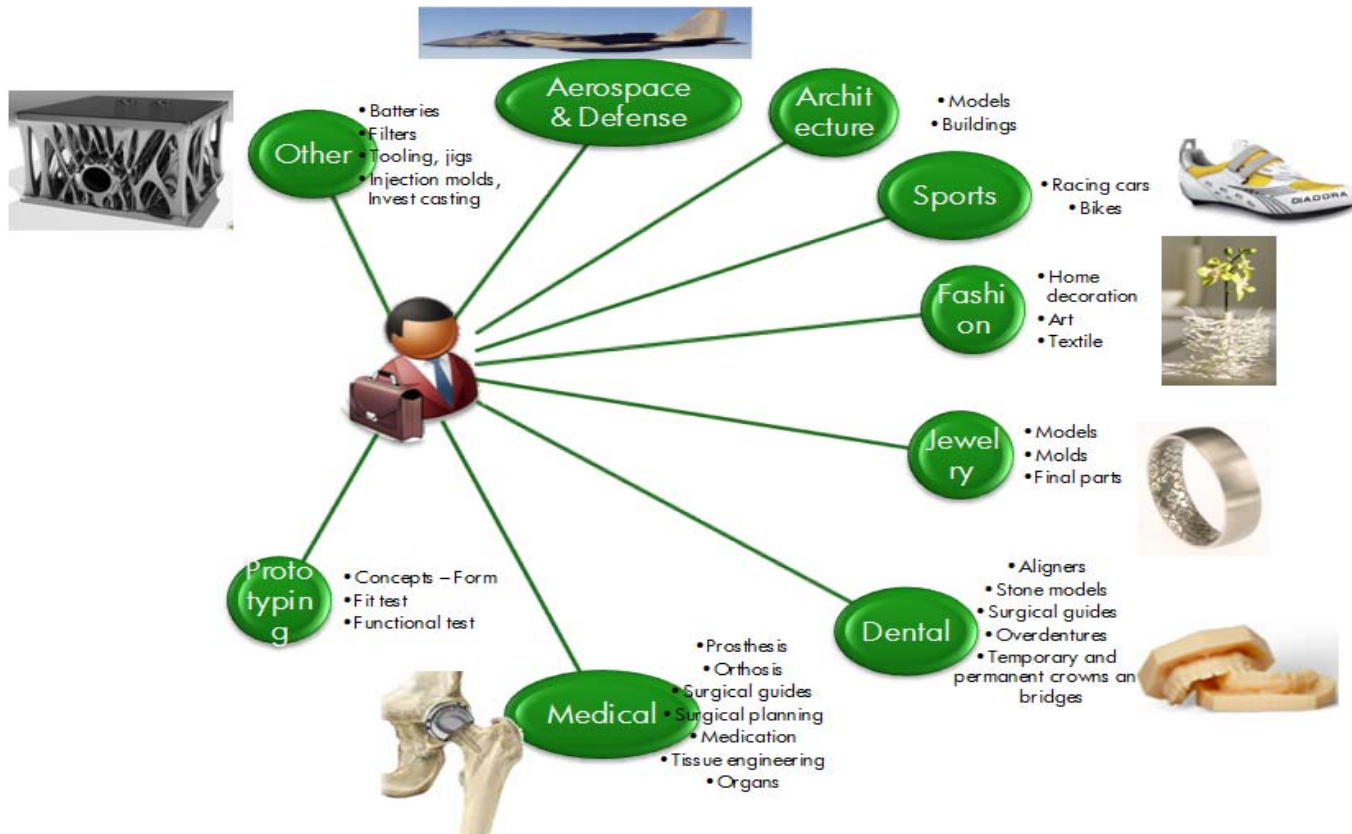 Aerospace
& Defense
Archit
ecture
• Models
• Buildings
Sports
• Racing cars
• Bikes
DIADORA
Fashi
on
• Home
decoration
• Art
• Textile
Jewel
ry
• Models
• Molds
• Final parts
Dental
• Aligners
• Stone models
• Surgical guides
• Overdentures
• Temporary and
permanent crowns an
bridges
Medical
• Prosthesis
• Orthosis
• Surgical guides
• Surgical planning
• Medication
• Tissue engineering
• Organs
Proto
typin
g
• Concepts – Form
• Fit test
• Functional test
Other
• Batteries
• Filters
• Tooling, jigs
• Injection molds,
Invest casting